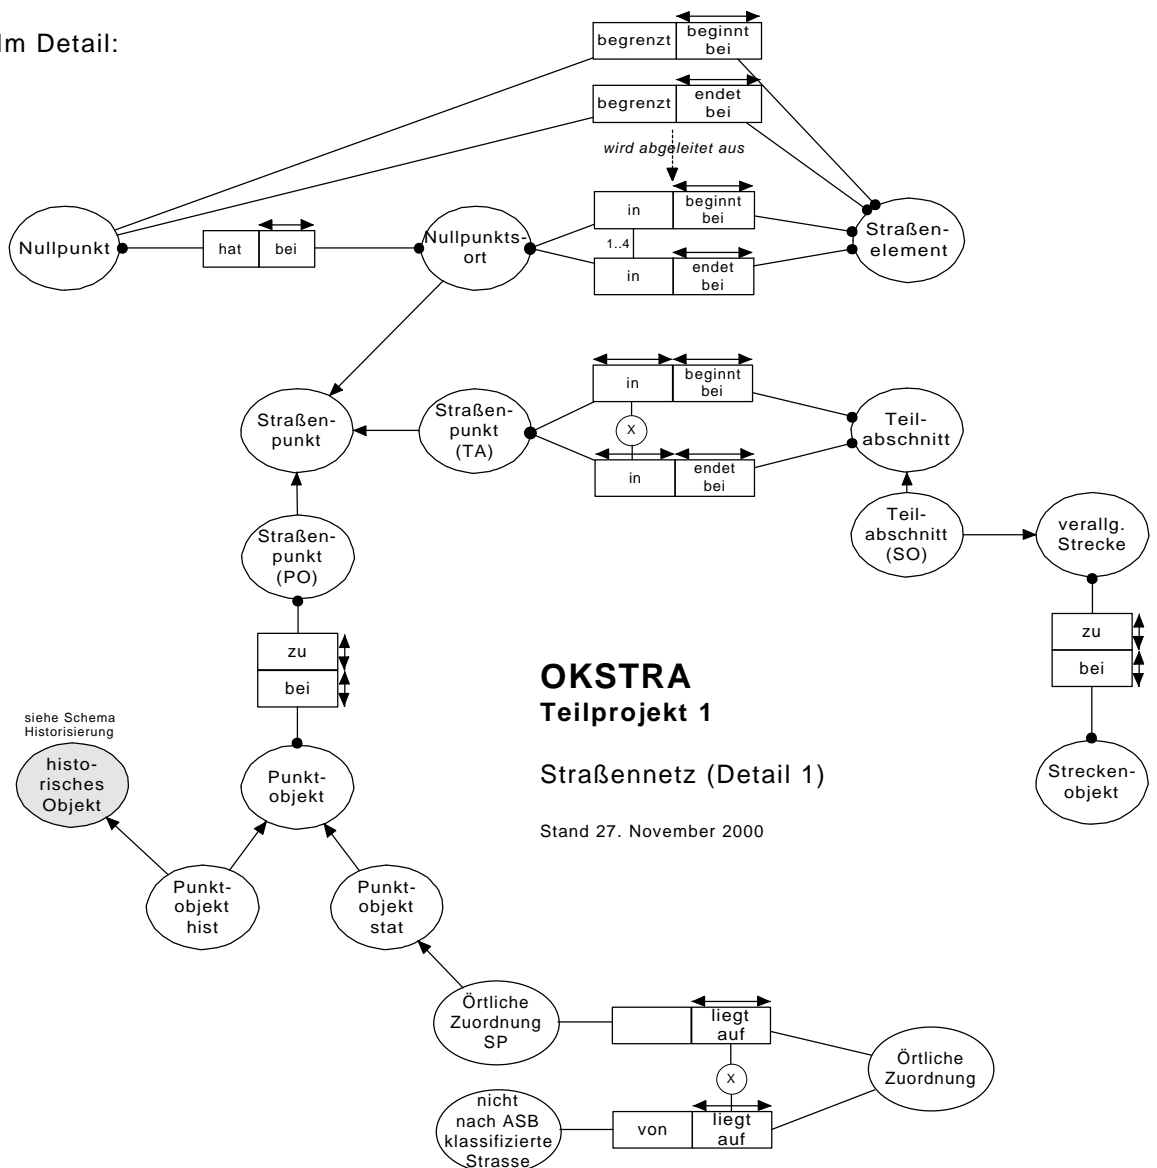 Im Detail:
begrenzt
beginnt
bei
begrenzt
endet
bei
wird abgeleitet aus
Nullpunkt
hat
bei
Nullpunkts-
ort
in
beginnt
bei
1..4
in
endet
bei
Straßen-
element
Straßen-
punkt
Straßen-
punkt
(TA)
in
beginnt
bei
X
in
endet
bei
Teil-
abschnitt
Straßen-
punkt
(PO)
Teil-
abschnitt
(SO)
verallg.
Strecke
zu
bei
zu
bei
OKSTRA
Teilprojekt 1
Straßennetz (Detail 1)
Stand 27. November 2000
siehe Schema
Historisierung
histo-
risches
Objekt
Punkt-
objekt
Strecken-
objekt
Punkt-
objekt
hist
Punkt-
objekt
stat
Örtliche
Zuordnung
SP
liegt
auf
X
Örtliche
Zuordnung
nicht
nach ASB
klassifizierte
Strasse
von
liegt
auf